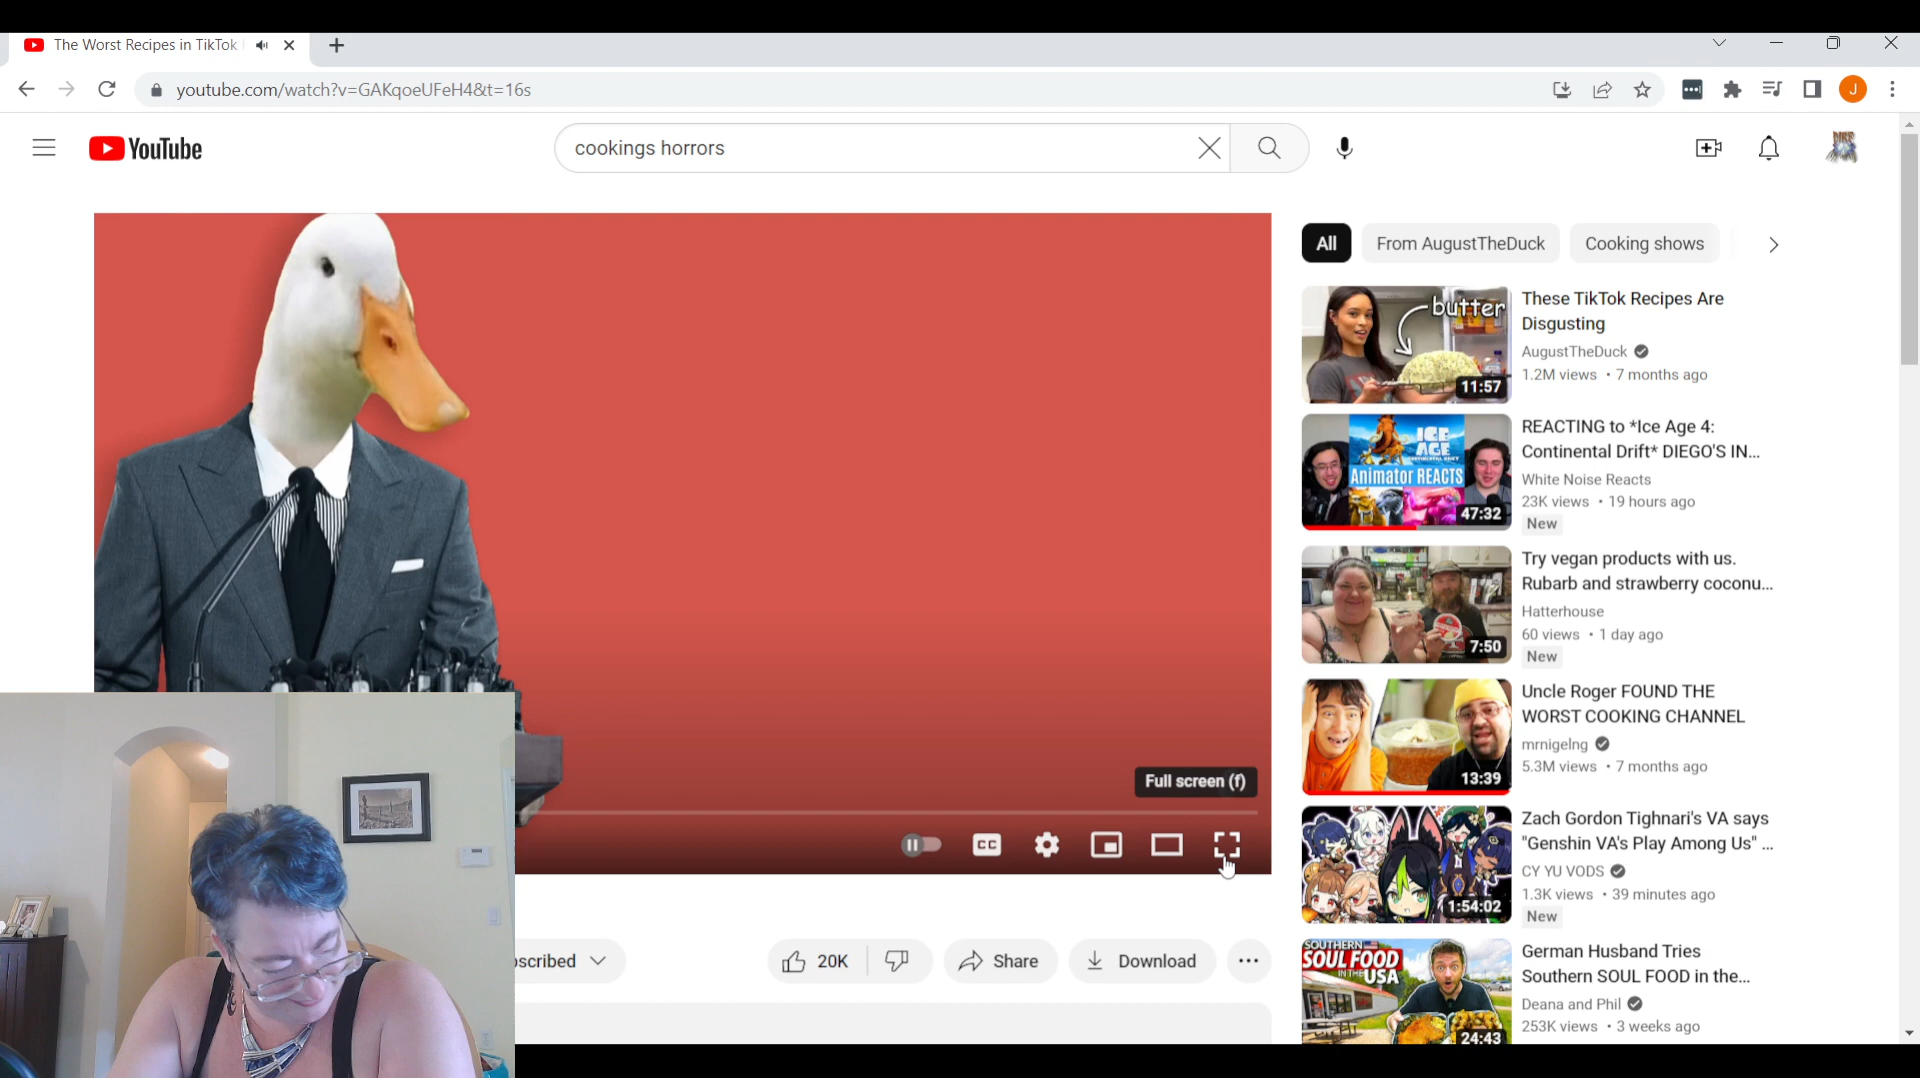 The Worst Recipes in TikTok
youtube.com/watch?v=GAKqoeUFeH4&t=16s
J
YouTube
cookings horrors
All
From AugustTheDuck
Cooking shows
butter
11:57
These TikTok Recipes Are
Disgusting
AugustTheDuck
1.2M views • 7 months ago
ICE
AGE
Animator REACTS
47:32
REACTING to *Ice Age 4:
Continental Drift* DIEGO'S IN...
White Noise Reacts
23K views • 19 hours ago
New
7:50
Try vegan products with us.
Rubarb and strawberry coconu...
Hatterhouse
60 views • 1 day ago
New
13:39
Uncle Roger FOUND THE
WORST COOKING CHANNEL
mrnigelng
5.3M views • 7 months ago
1:54:02
Zach Gordon Tighnari's VA says
"Genshin VA's Play Among Us" ...
CY YU VODS
1.3K views • 39 minutes ago
New
SOUTHERN
SOUL FOOD
IN THE USA
24:43
German Husband Tries
Southern SOUL FOOD in the...
Deana and Phil
253K views • 3 weeks ago
Full screen (f)
CC
scribed
20K
Share
Download